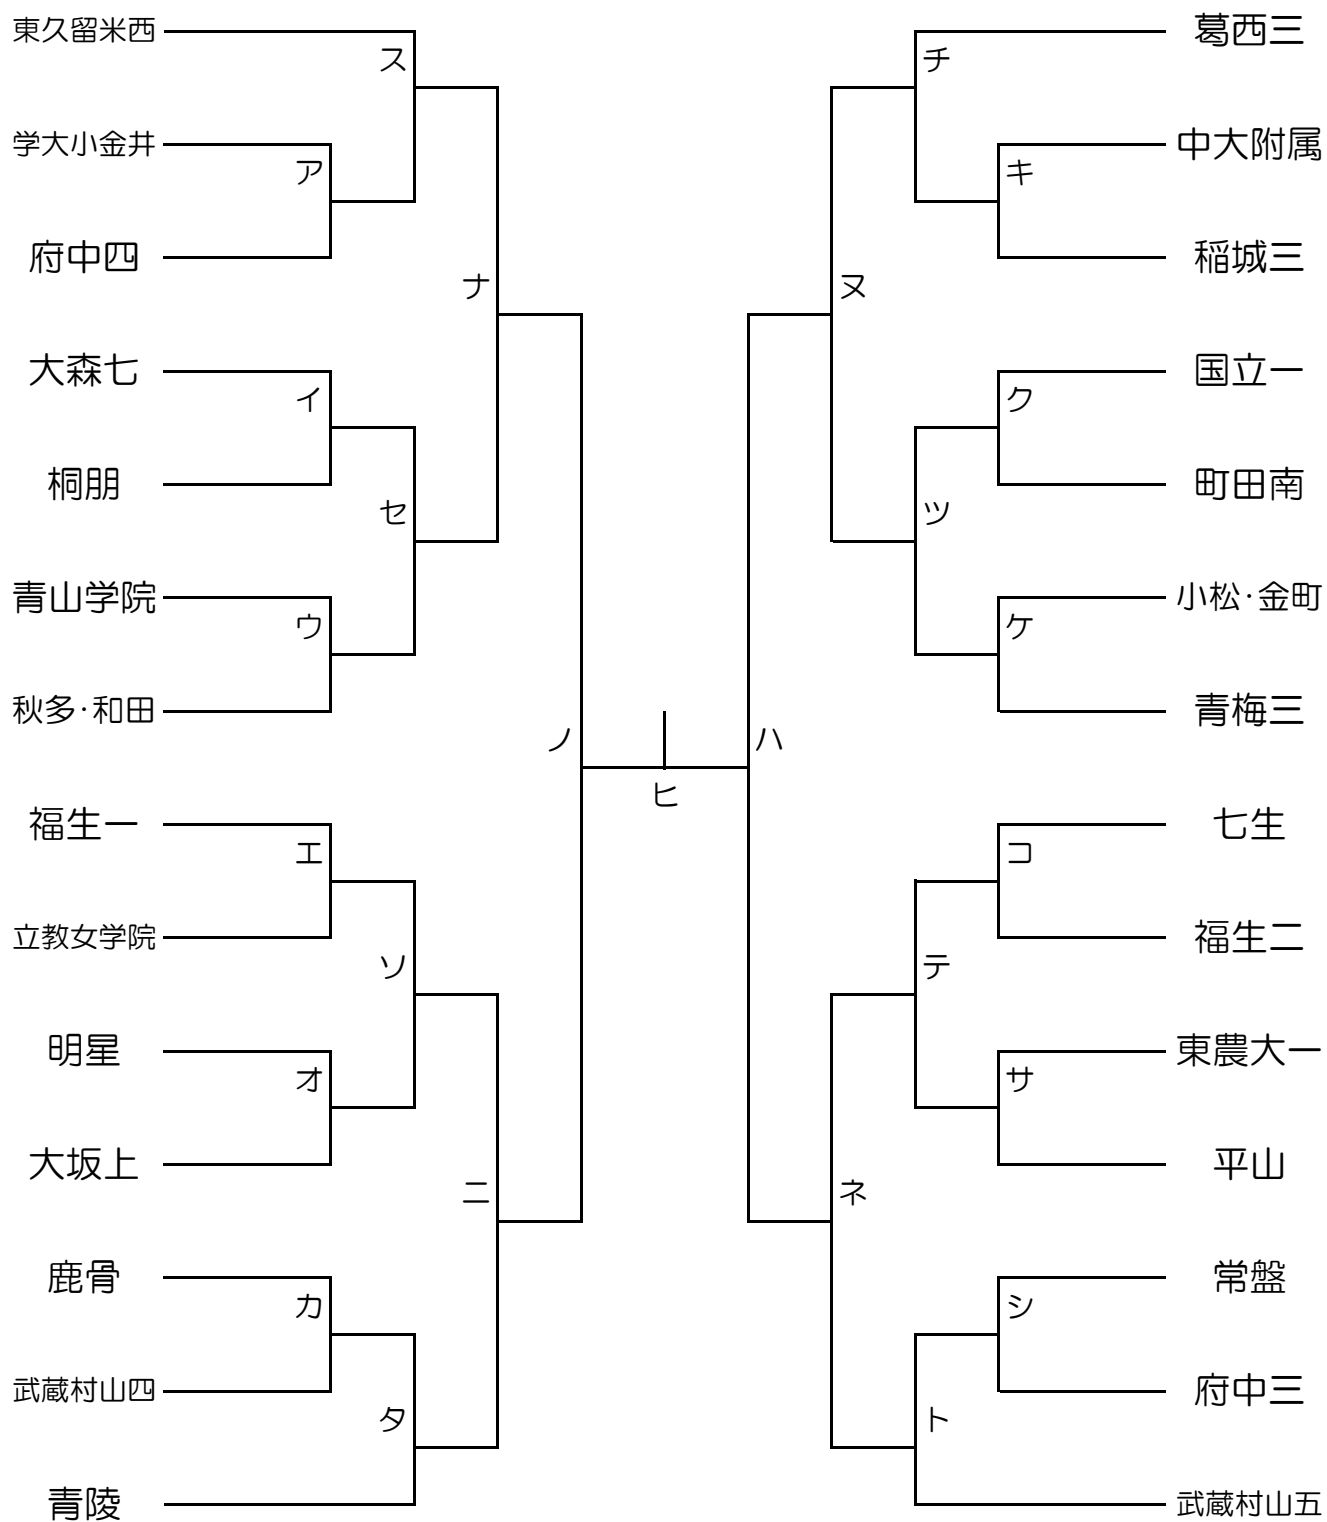 東久留米西
ス
学大小金井
ア
府中四
ナ
大森七
イ
桐朋
セ
青山学院
ウ
秋多・和田
ノ
福生一
エ
立教女学院
ソ
明星
オ
大坂上
ニ
鹿骨
カ
武蔵村山四
タ
青陵
ヒ
葛西三
チ
中大附属
キ
稲城三
ヌ
国立一
ク
町田南
ツ
小松・金町
ケ
青梅三
ハ
七生
コ
福生二
テ
東農大一
サ
平山
ネ
常盤
シ
府中三
ト
武蔵村山五